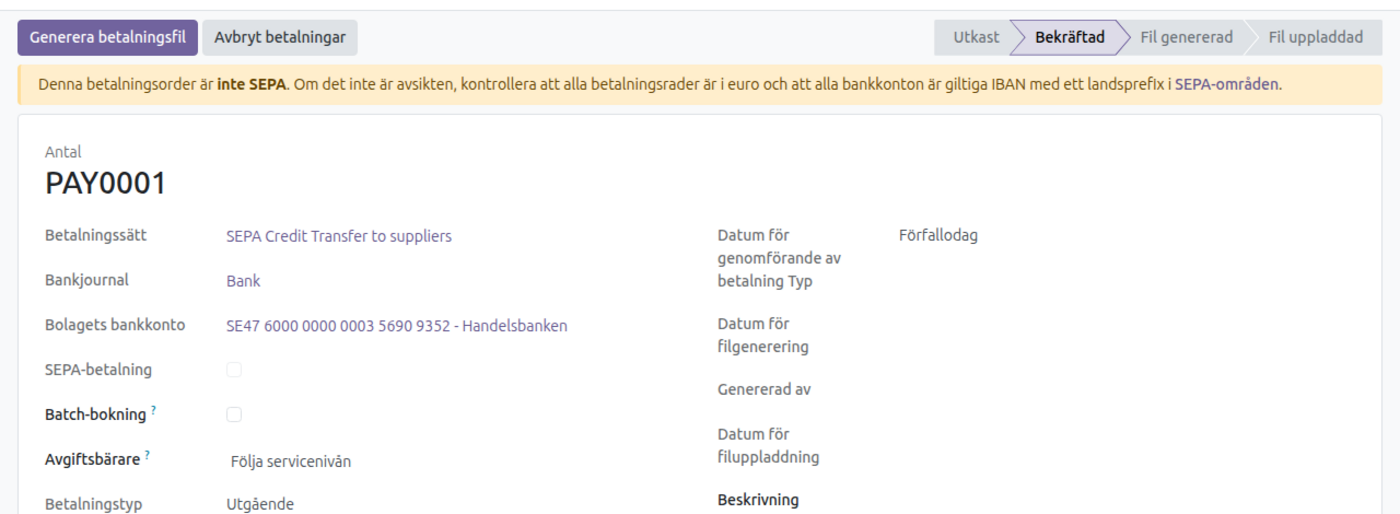 Generera betalningsfil Avbryt betalningar Utkast Bekräftad Fil genererad Fil uppladdad
Denna betalningsorder är inte SEPA. Om det inte är avsikten, kontrollera att alla betalningsrader är i euro och att alla bankkonton är giltiga IBAN med ett landsprefix i SEPA-områden.
Antal
PAY0001
Betalningssätt SEPA Credit Transfer to suppliers
Bankjournal Bank
Bolagets bankkonto SE47 6000 0000 0003 5690 9352 - Handelsbanken
SEPA-betalning
Batch-bokning ?
Avgiftsbärare ? Följa servicenivån
Betalningstyp Utgående
Datum för Förfallodag
genomförande av
betalning Typ
Datum för
filgenerering
Genererad av
Datum för
filuppladdning
Beskrivning